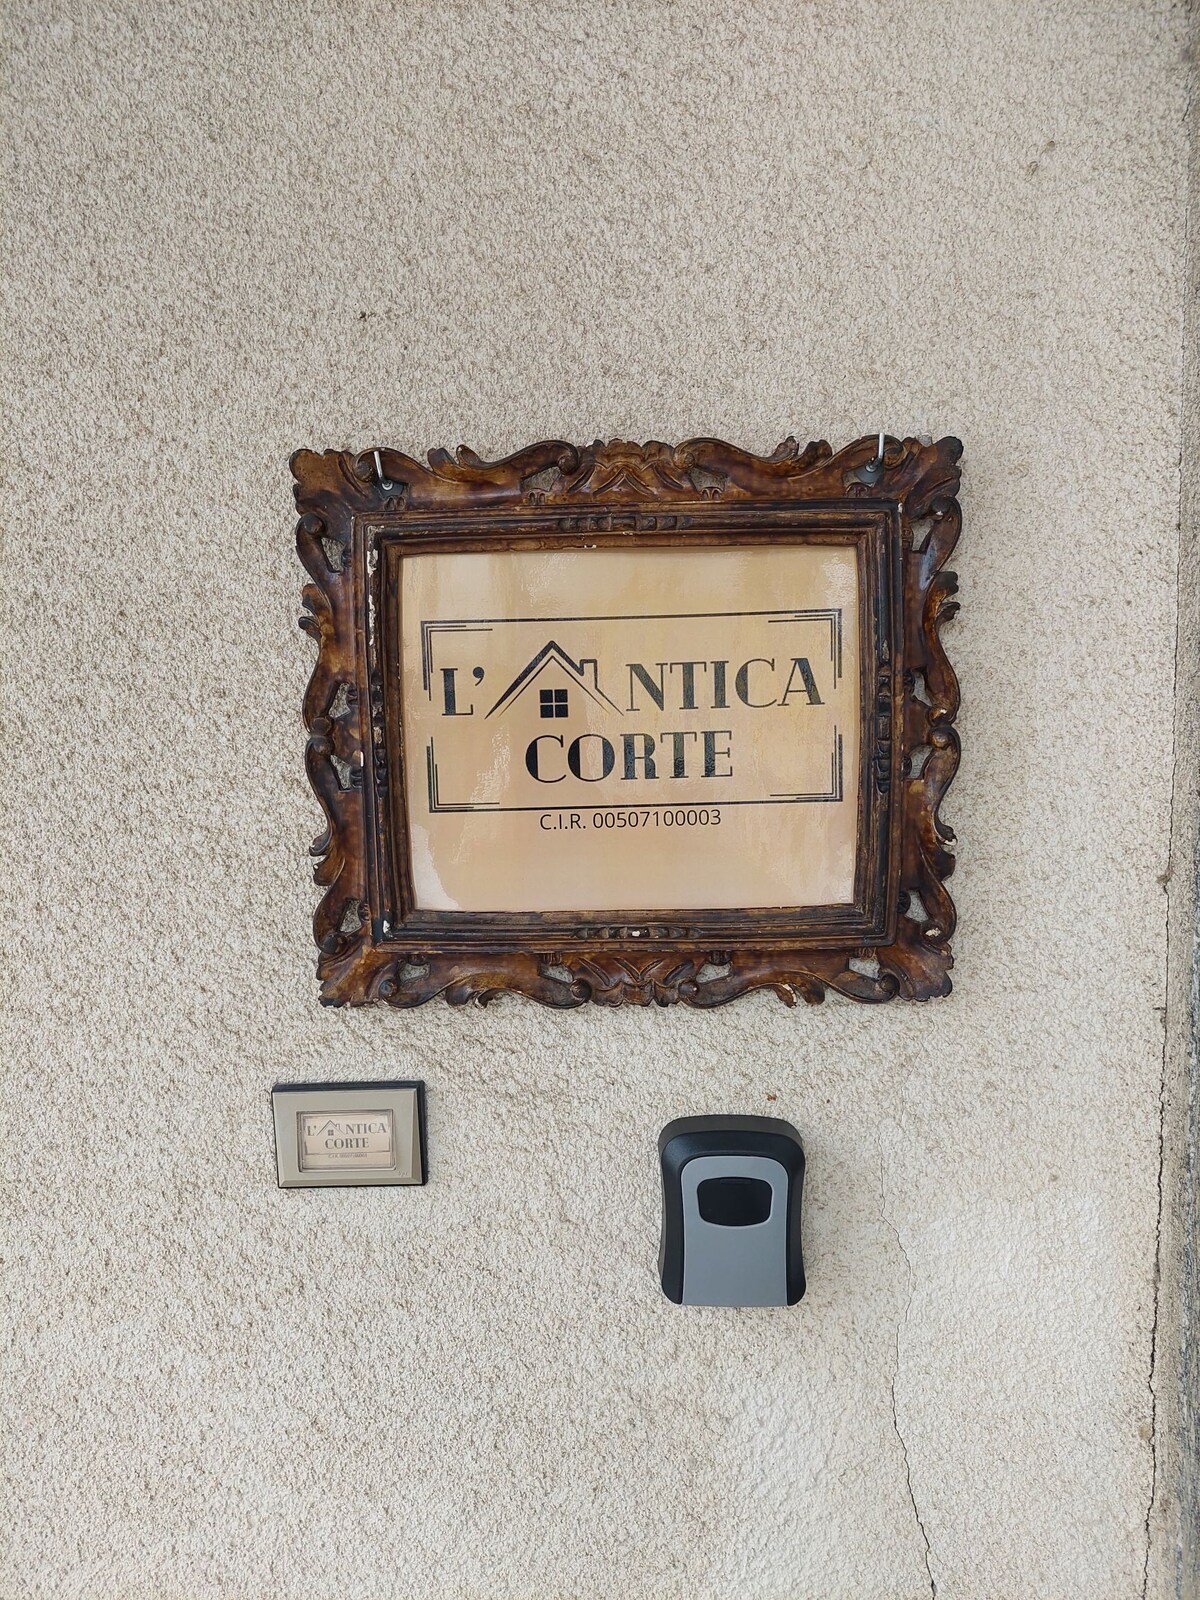 L'ANTICA
CORTE
C.I.R. 00507100003
L'ANTICA
CORTE